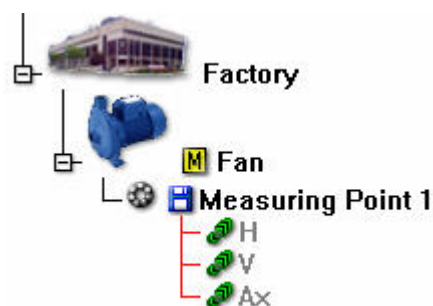 Factory
M Fan
Measuring Point 1
H
V
Ax